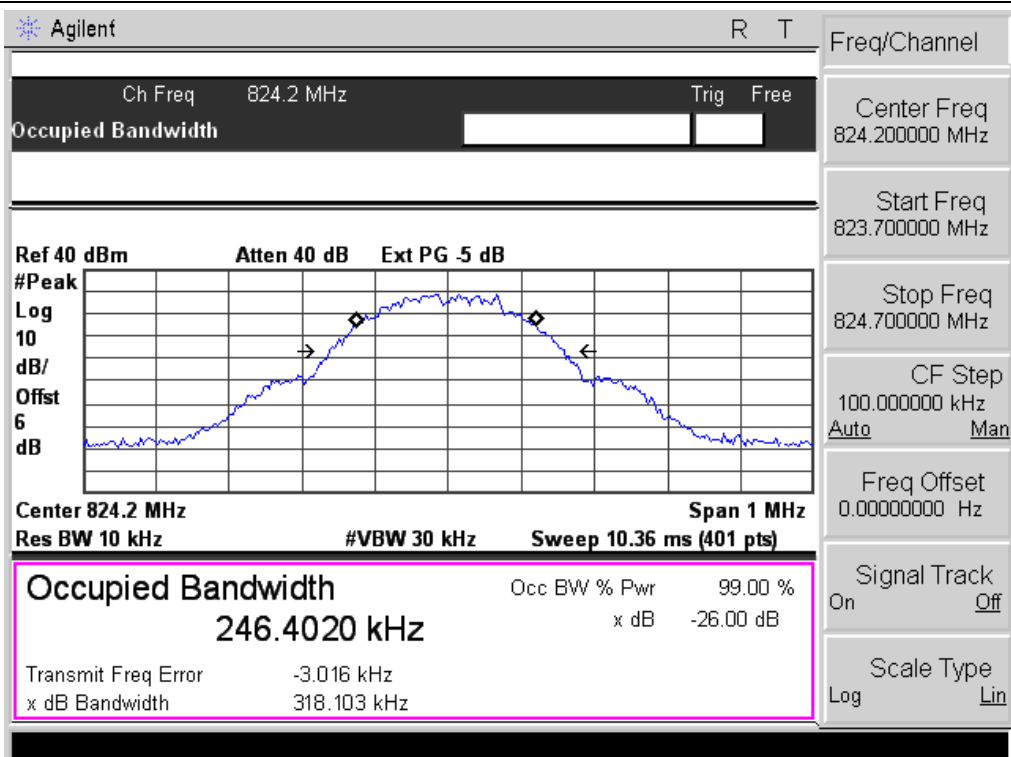 Agilent R T
Ch Freq 824.2 MHz Trig Free
Occupied Bandwidth
Ref 40 dBm Atten 40 dB Ext PG -5 dB
#Peak
Log
10
dB/
Offst
6
dB
Center 824.2 MHz Span 1 MHz
Res BW 10 kHz #VBW 30 kHz Sweep 10.36 ms (401 pts)
Occupied Bandwidth Occ BW % Pwr 99.00 %
246.4020 kHz x dB -26.00 dB
Transmit Freq Error -3.016 kHz
x dB Bandwidth 318.103 kHz
Freq/Channel
Center Freq
824.200000 MHz
Start Freq
823.700000 MHz
Stop Freq
824.700000 MHz
CF Step
100.000000 kHz
Auto Man
Freq Offset
0.00000000 Hz
Signal Track
On Off
Scale Type
Log Lin